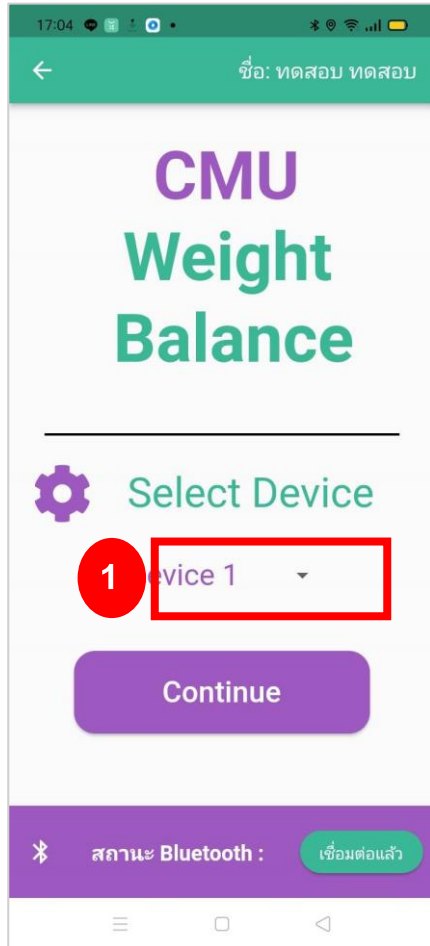 17:04
ชื่อ: ทดสอบ ทดสอบ
CMU
Weight
Balance
Select Device
1
evice 1
Continue
สถานะ Bluetooth :
เชื่อมต่อแล้ว